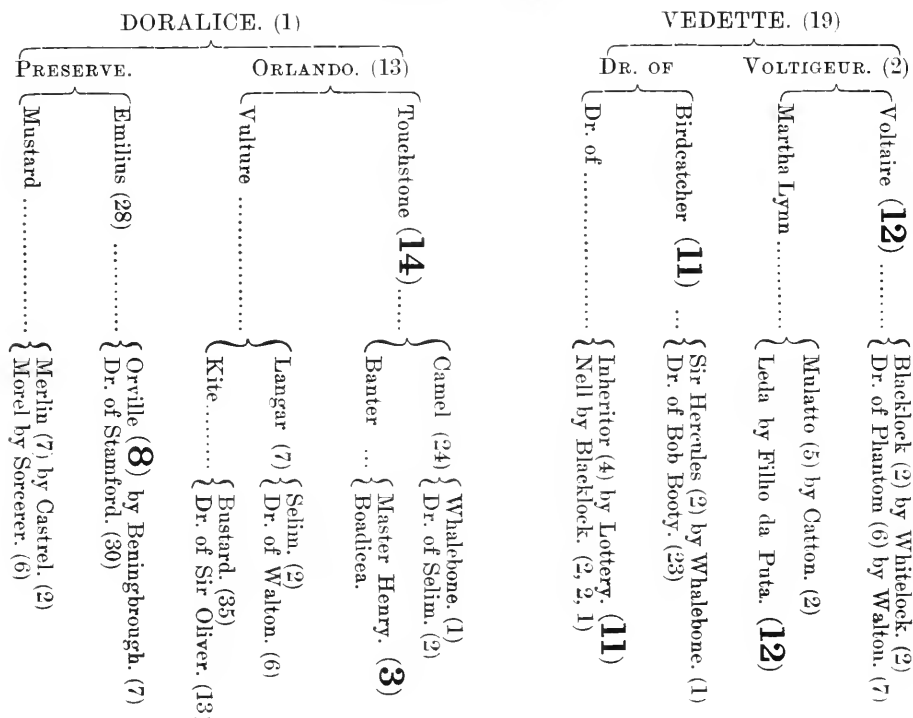 DORALICE. (1)
PRESERVE.
ORLANDO. (13)
Mustard ..............
Emilius (28) ..........
Vulture ..................
Touchstone (14) .....
Merlin (7) by Castrel. (2)
Morel by Sorcerer. (6)
Orville (8) by Beningbrough. (7)
Dr. of Stamford. (30)
Kite.........
Langar (7)
Bustard. (35)
Dr. of Sir Oliver. (13
Selim. (2)
Dr. of Walton. (6)
Banter ...
Camel (24)
Master Henry. (3)
Boadicea.
Whalebone. (1)
Dr. of Selim. (2)
VEDETTE. (19)
DR. OF
VOLTIGEUR. (2)
Dr. of ..................
Birdcatcher (11) ...
Martha Lynn ............
Voltaire (12) ........
Inheritor (4) by Lottery. (11)
Nell by Blacklock. (2, 2, 1)
Sir Hercules (2) by Whalebone. (1)
Dr. of Bob Booty. (23)
Mulatto (5) by Catton. (2)
Leda by Filho da Puta. (12)
Blacklock (2) by Whitelock. (2)
Dr. of Phantom (6) by Walton. (7)